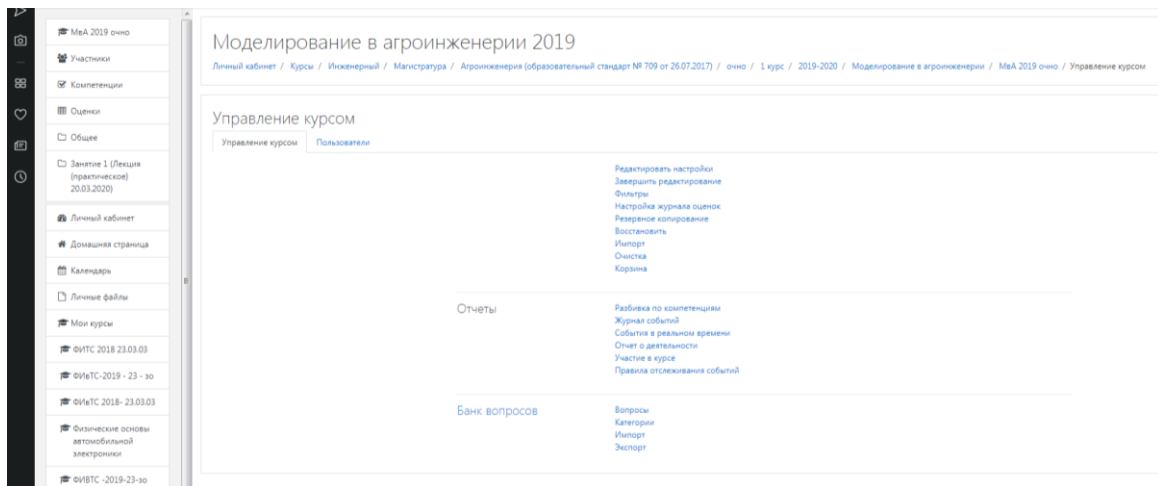 МвА 2019 очно
Участники
Компетенции
Оценки
Общее
Занятие 1 (Лекция
(практическое)
20.03.2020)
Личный кабинет
Домашняя страница
Календарь
Личные файлы
Мои курсы
ФИТС 2018 23.03.03
ФИвТС-2019 - 23 - зо
ФИвТС 2018- 23.03.03
Физические основы
автомобильной
электроники
ФИВТС -2019-23-зо
Моделирование в агроинженерии 2019
Личный кабинет / Курсы / Инженерный / Магистратура / Агроинженерия (образовательный стандарт № 709 от 26.07.2017) / очно / 1 курс / 2019-2020 / Моделирование в агроинженерии / МвА 2019 очно / Управление курсом
Управление курсом
Управление курсом Пользователи
Редактировать настройки
Завершить редактирование
Фильтры
Настройка журнала оценок
Резервное копирование
Восстановить
Импорт
Очистка
Корзина
Отчеты
Разбивка по компетенциям
Журнал событий
События в реальном времени
Отчет о деятельности
Участие в курсе
Правила отслеживания событий
Банк вопросов
Вопросы
Категории
Импорт
Экспорт